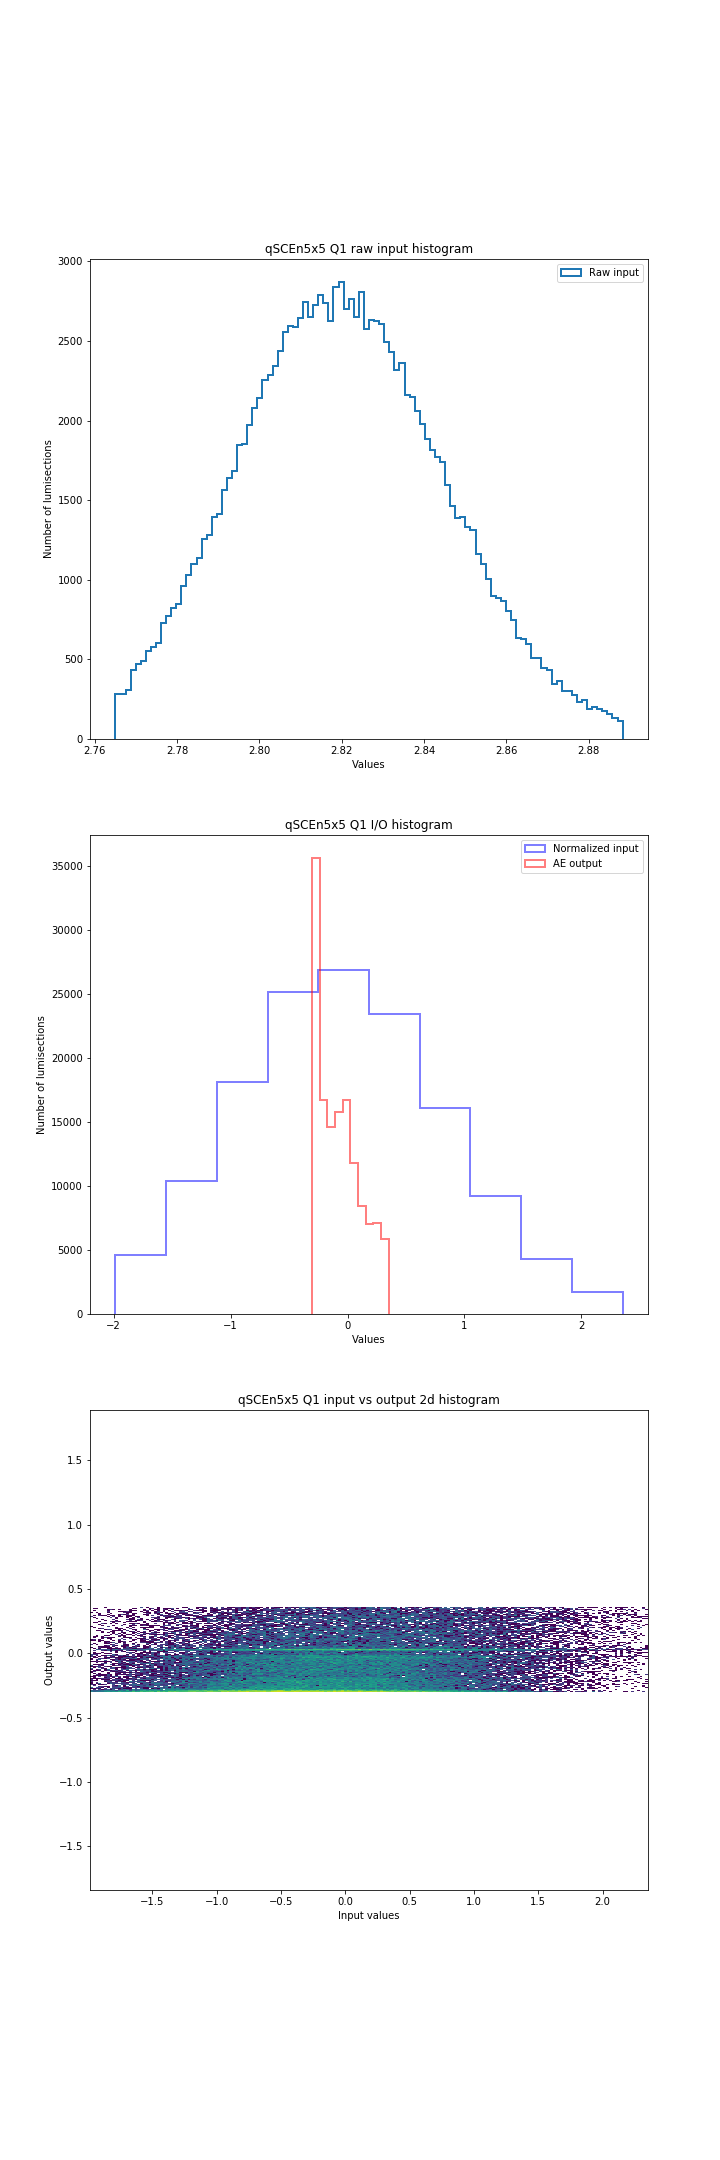 qSCEn5x5 Q1 raw input histogram
3000
2500
2000
1500
1000
500
0
Number of lumisections
Raw input
2.76 2.78 2.80 2.82 2.84 2.86 2.88
Values
qSCEn5x5 Q1 I/O histogram
35000
30000
25000
20000
15000
10000
5000
0
Number of lumisections
Normalized input
AE output
−2 −1 0 1 2
Values
qSCEn5x5 Q1 input vs output 2d histogram
1.5
1.0
0.5
0.0
−0.5
−1.0
−1.5
Output values
−1.5 −1.0 −0.5 0.0 0.5 1.0 1.5 2.0
Input values